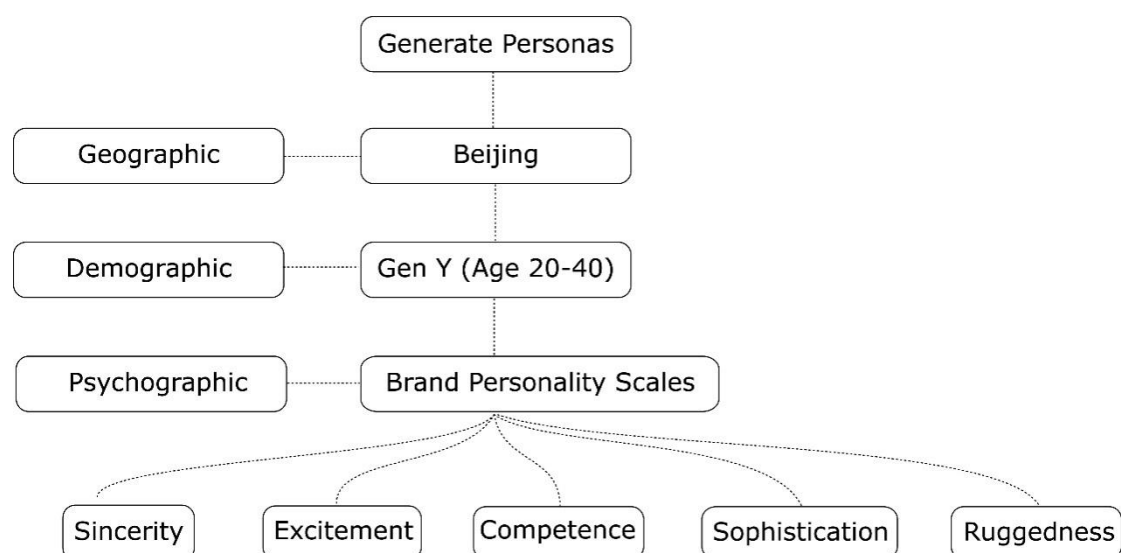 Generate Personas
Geographic
Beijing
Demographic
Gen Y (Age 20-40)
Psychographic
Brand Personality Scales
Sincerity
Excitement
Competence
Sophistication
Ruggedness